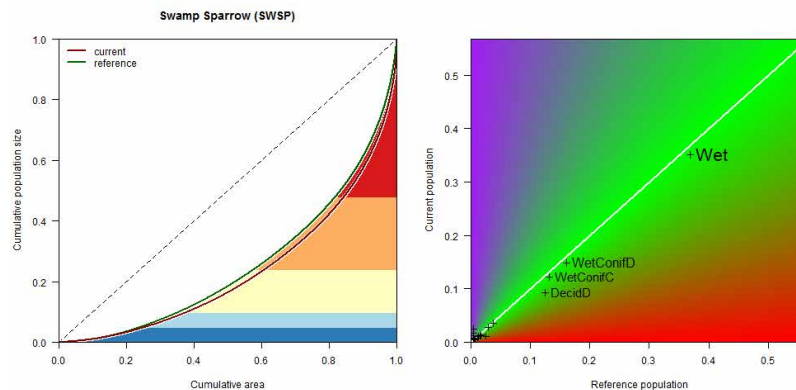 Swamp Sparrow (SWSP)
current
reference
Cumulative population size
1.0
0.8
0.6
0.4
0.2
0.0
0.0 0.2 0.4 0.6 0.8 1.0
Cumulative area
Current population
0.5
0.4
0.3
0.2
0.1
0.0
Wet
WetConifD
WetConifC
DecidD
0.0 0.1 0.2 0.3 0.4 0.5
Reference population